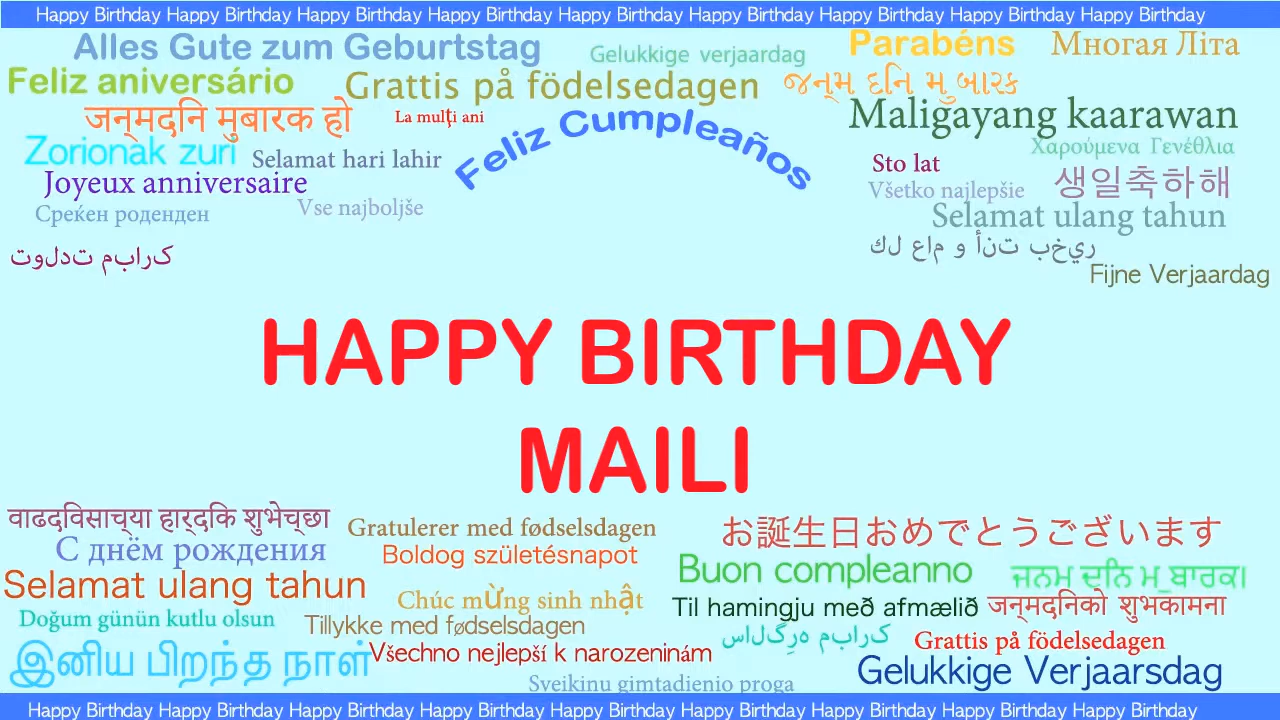 Happy Birthday Happy Birthday Happy Birthday Happy Birthday Happy Birthday Happy Birthday Happy Birthday Happy Birthday Happy Birthday
Alles Gute zum Geburtstag
Gelukkige verjaardag
Parabéns
Многая Літа
Feliz aniversário
Grattis på födelsedagen
જન્મ દનિ મુબારક
जन्मदनि मुबारक हो
La mulţi ani
Feliz Cumpleaños
Maligayang kaarawan
Zorionak zuri
Selamat hari lahir
Sto lat
Χαρούμενα Γενέθλια
Joyeux anniversaire
Všetko najlepšie
생일축하해
Среќен роденден
Vse najboljše
Selamat ulang tahun
تولدت مبارک
كل عام و أنت بخير
Fijne Verjaardag
HAPPY BIRTHDAY
MAILI
वाढदविसाच्या हार्दकि शुभेच्छा
Gratulerer med fødselsdagen
お誕生日おめでとうございます
С днём рождения
Boldog születésnapot
Buon compleanno
ਜਨਮ ਦਨਿ ਮੁਬਾਰਕ।
Selamat ulang tahun
Chúc mừng sinh nhật
Til hamingju með afmælið
जन्मदनिको शुभकामना
Doğum günün kutlu olsun
Tillykke med fødselsdagen
سالگرہ مبارک
Grattis på födelsedagen
இனிய பிறந்த நாள்
Všechno nejlepší k narozeninám
Gelukkige Verjaarsdag
Sveikinu gimtadienio proga
Happy Birthday Happy Birthday Happy Birthday Happy Birthday Happy Birthday Happy Birthday Happy Birthday Happy Birthday Happy Birthday